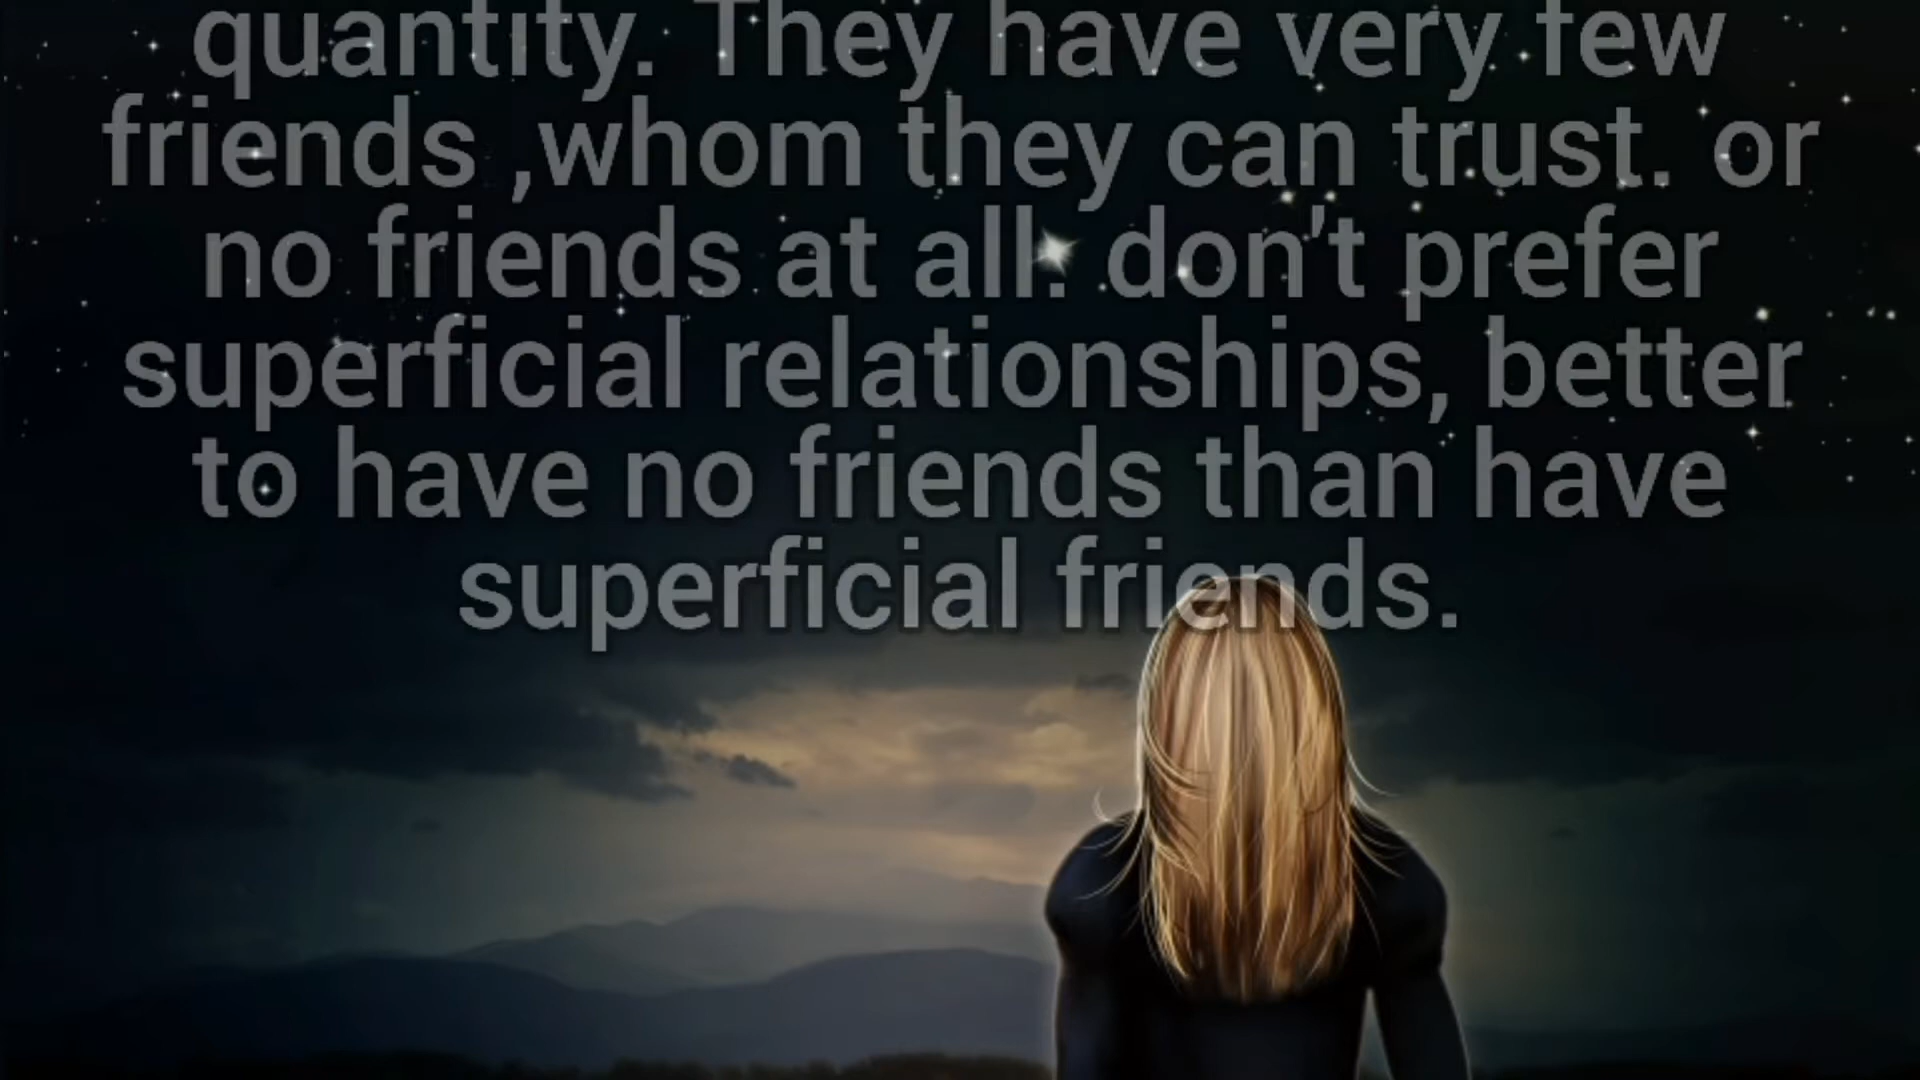 quantity. They have very few
friends ,whom they can trust. or
no friends at all. don't prefer
superficial relationships, better
to have no friends than have
superficial friends.